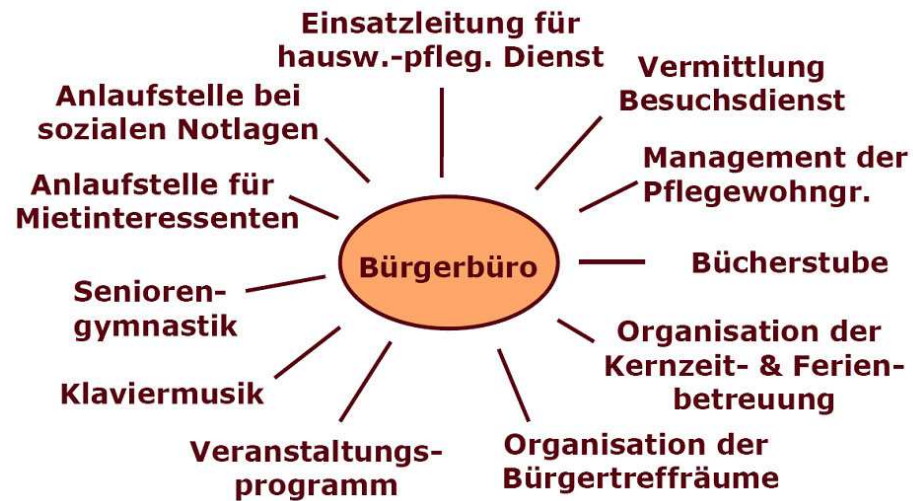 Einsatzleitung für
hausw.-pfleg. Dienst
Vermittlung
Besuchsdienst
Management der
Pflegewohngr.
Bücherstube
Organisation der
Kernzeit- & Ferien-
betreuung
Organisation der
Bürgertreffräume
Veranstaltungs-
programm
Klaviermusik
Senioren-
gymnastik
Anlaufstelle für
Mietinteressenten
Anlaufstelle bei
sozialen Notlagen
Bürgerbüro